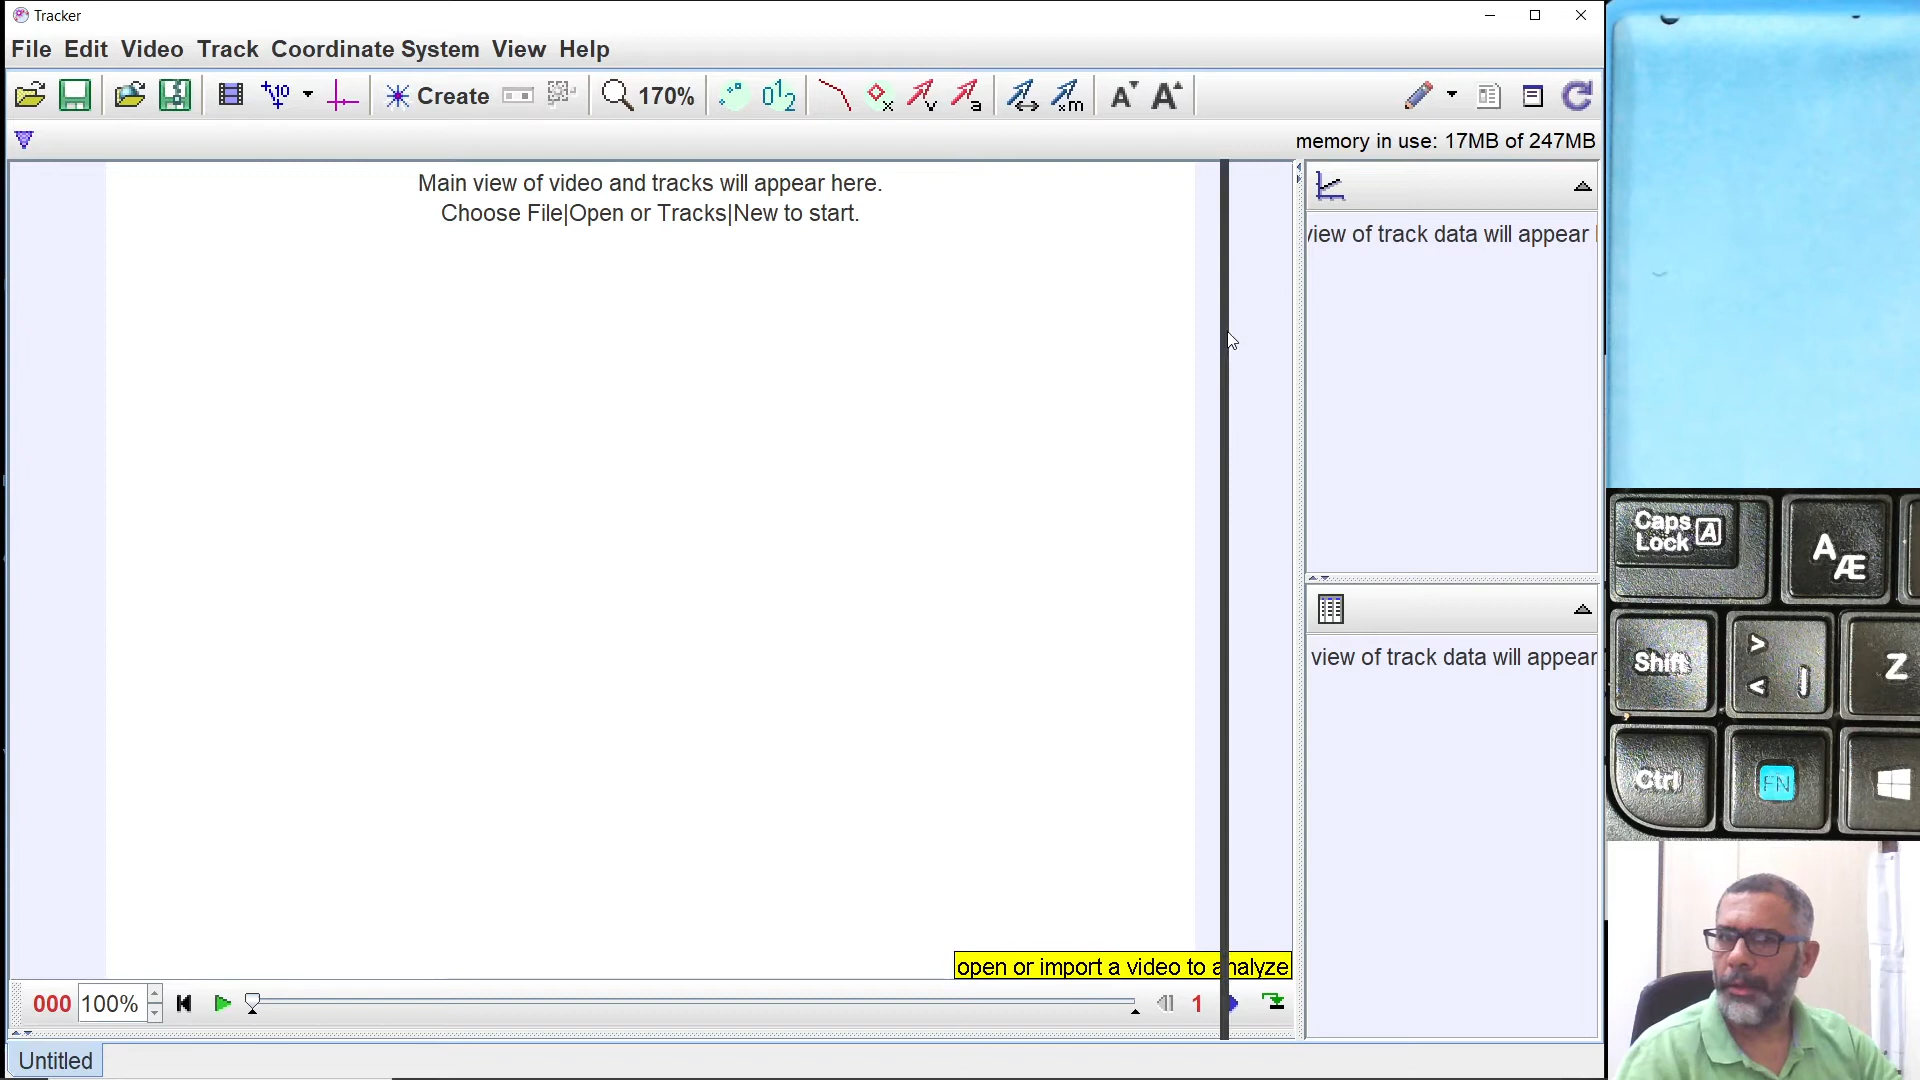 Tracker
File Edit Video Track Coordinate System View Help
Create 170%
memory in use: 17MB of 247MB
Main view of video and tracks will appear here.
Choose File|Open or Tracks|New to start.
view of track data will appear
view of track data will appear
open or import a video to analyze
000 100% 1
Untitled
Caps Lock A
A Æ
Shift > < | Z
Ctrl FN